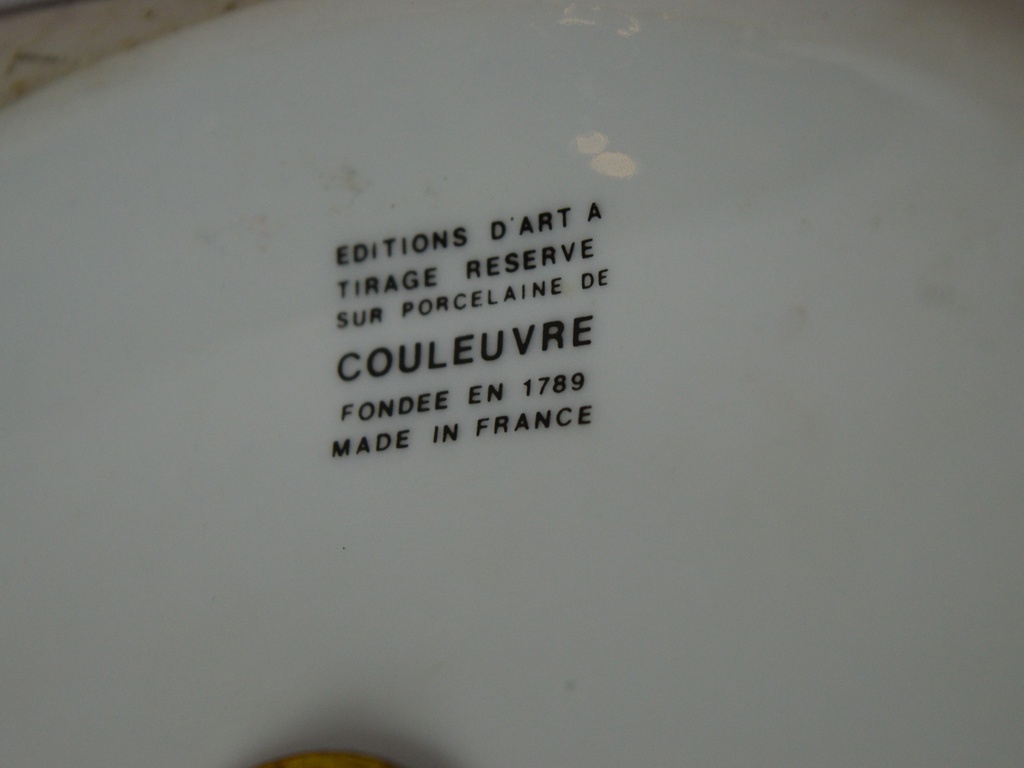 EDITIONS D'ART A
TIRAGE RESERVE
SUR PORCELAINE DE
COULEUVRE
FONDEE EN 1789
MADE IN FRANCE